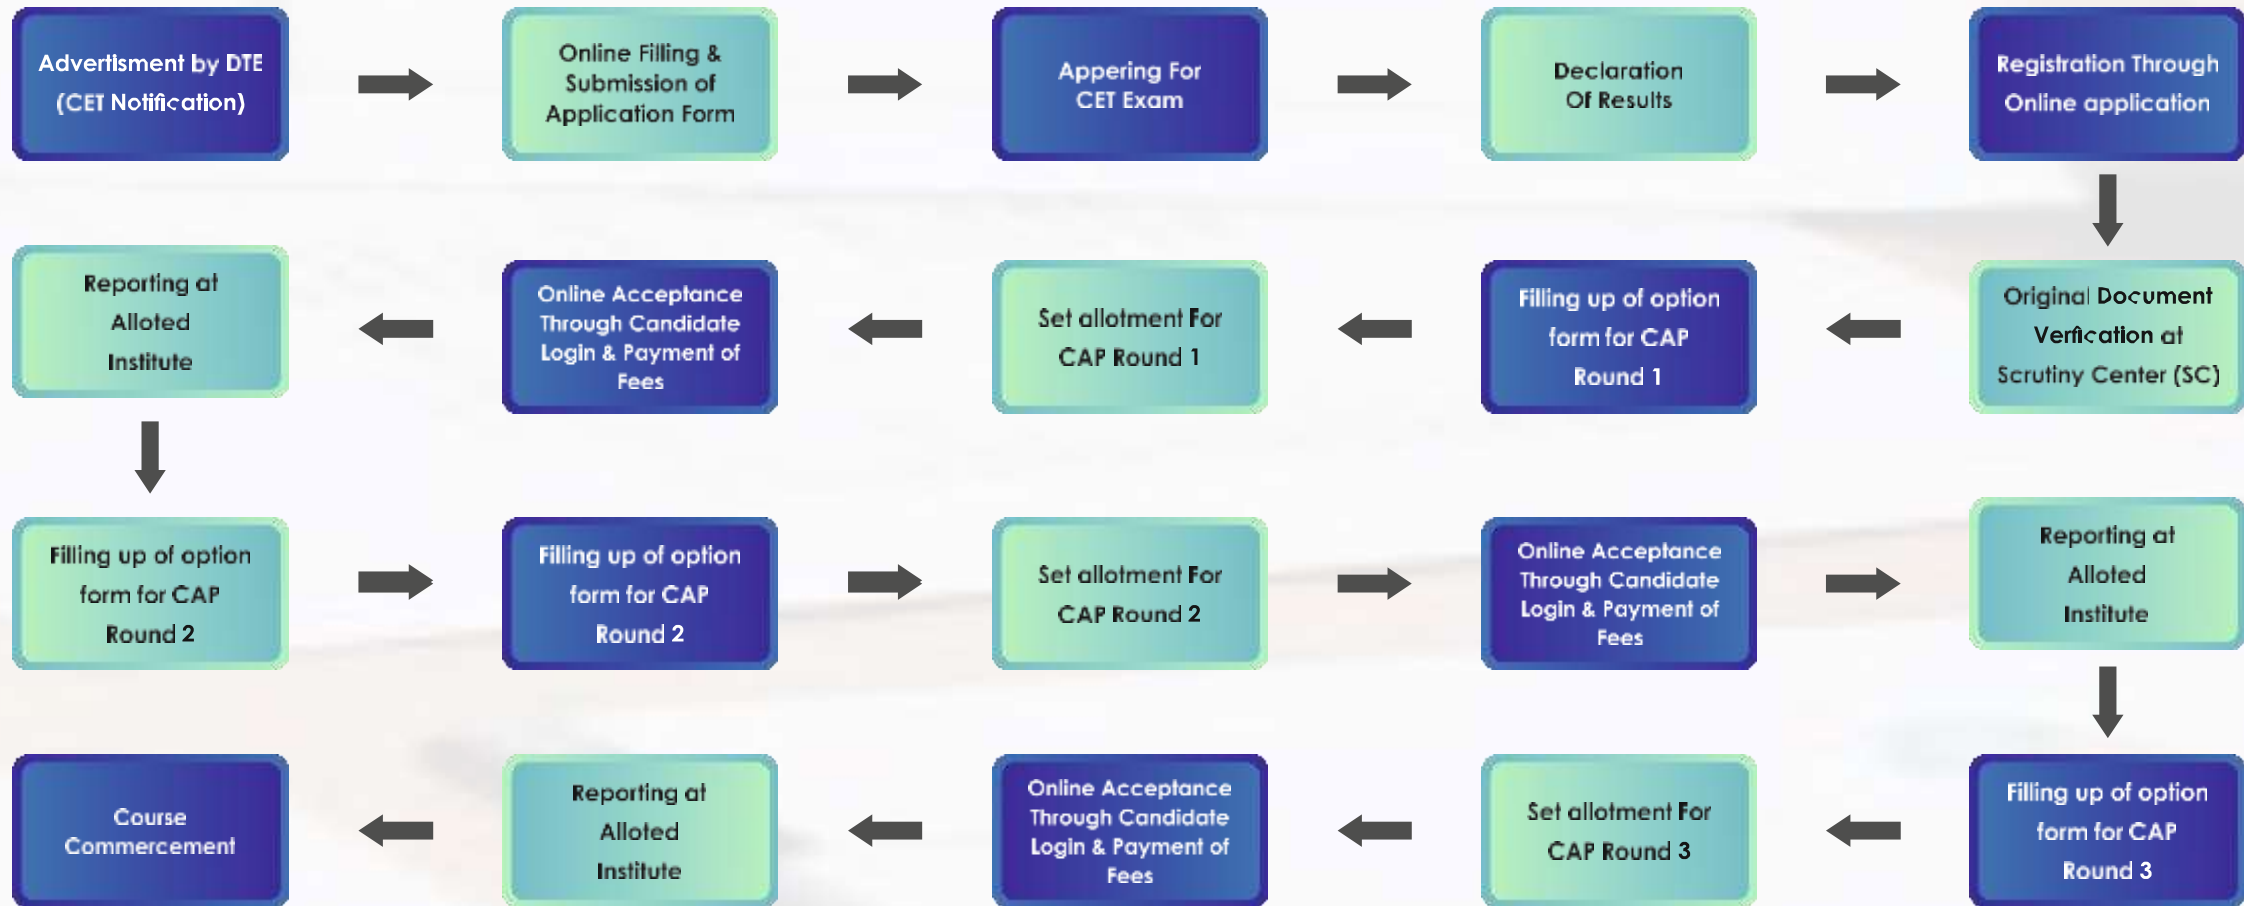 Advertisment by DTE
(CET Notification)
Online Filling &
Submission of
Application Form
Appering For
CET Exam
Declaration
Of Results
Registration Through
Online application
Original Document
Verfication at
Scrutiny Center (SC)
Filling up of option
form for CAP
Round 1
Set allotment For
CAP Round 1
Online Acceptance
Through Candidate
Login & Payment of
Fees
Reporting at
Alloted
Institute
Filling up of option
form for CAP
Round 2
Filling up of option
form for CAP
Round 2
Set allotment For
CAP Round 2
Online Acceptance
Through Candidate
Login & Payment of
Fees
Reporting at
Alloted
Institute
Filling up of option
form for CAP
Round 3
Set allotment For
CAP Round 3
Online Acceptance
Through Candidate
Login & Payment of
Fees
Reporting at
Alloted
Institute
Course
Commercement